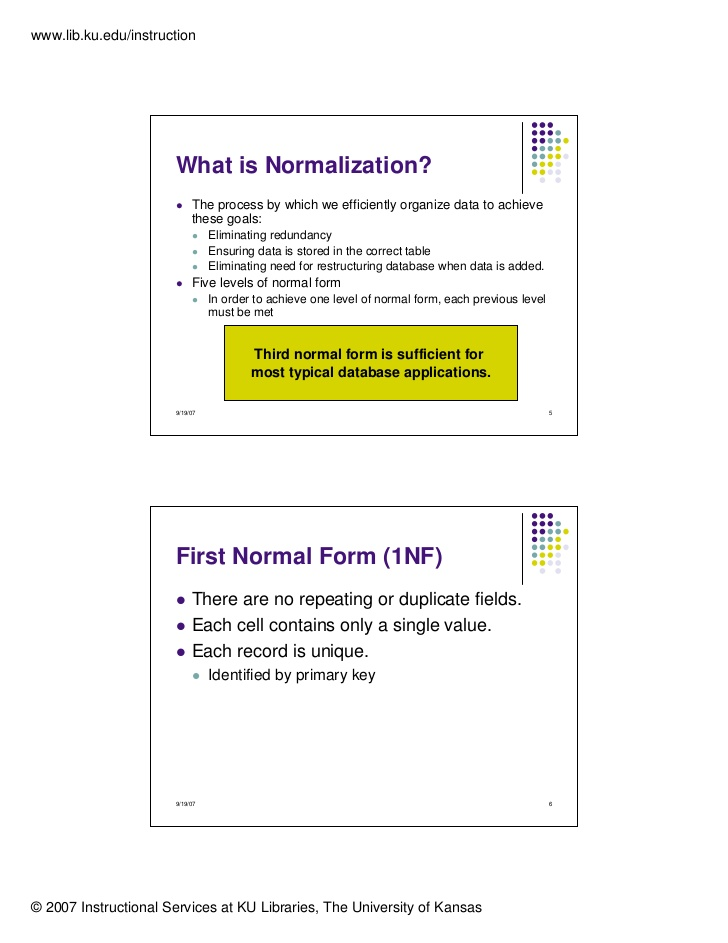 www.lib.ku.edu/instruction
What is Normalization?
The process by which we efficiently organize data to achieve
these goals:
Eliminating redundancy
Ensuring data is stored in the correct table
Eliminating need for restructuring database when data is added.
Five levels of normal form
In order to achieve one level of normal form, each previous level
must be met
Third normal form is sufficient for
most typical database applications.
9/19/07 5
First Normal Form (1NF)
There are no repeating or duplicate fields.
Each cell contains only a single value.
Each record is unique.
Identified by primary key
9/19/07 6
© 2007 Instructional Services at KU Libraries, The University of Kansas